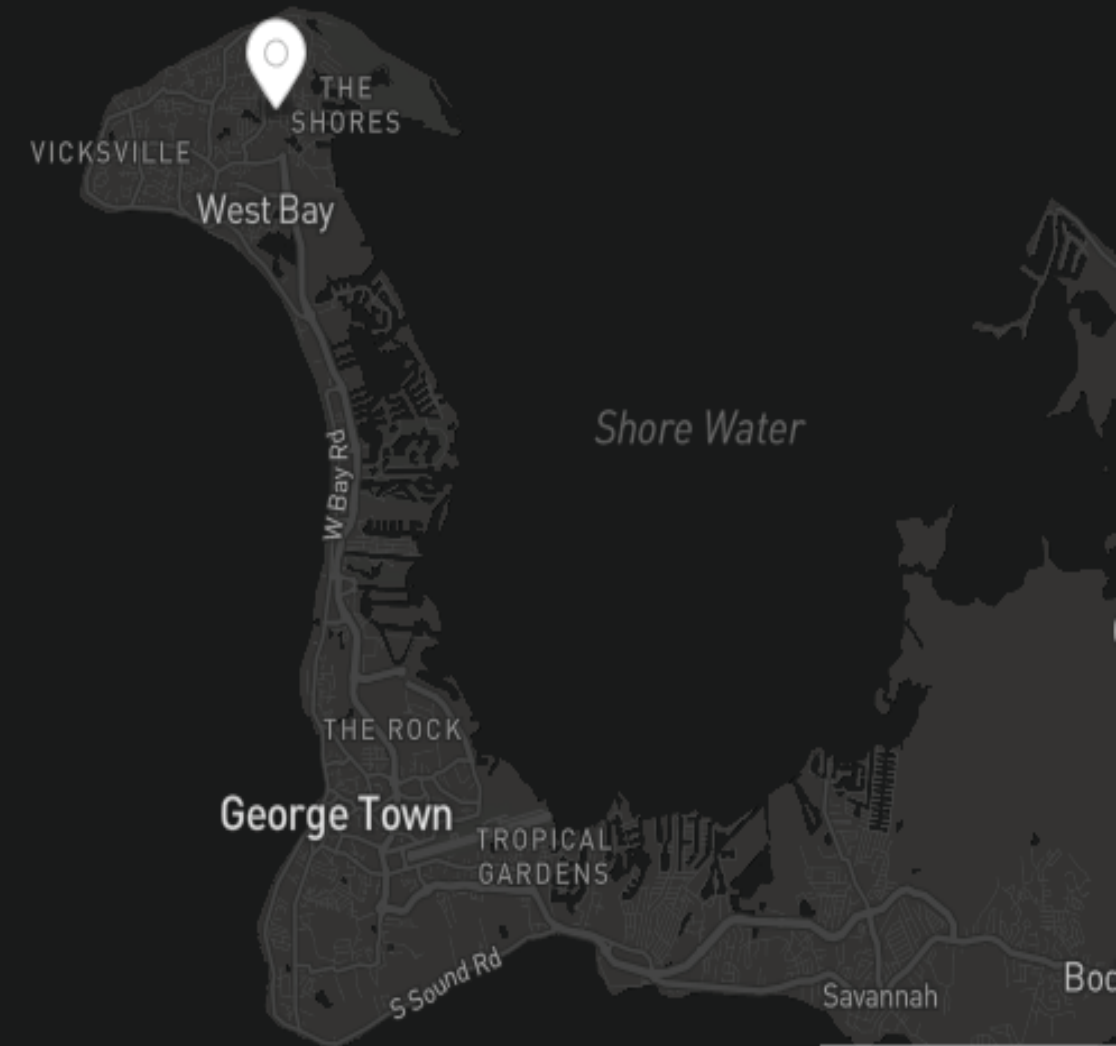 THE
SHORES
VICKSVILLE
West Bay
Shore Water
W Bay Rd
THE ROCK
George Town
TROPICAL
GARDENS
S Sound Rd
Savannah